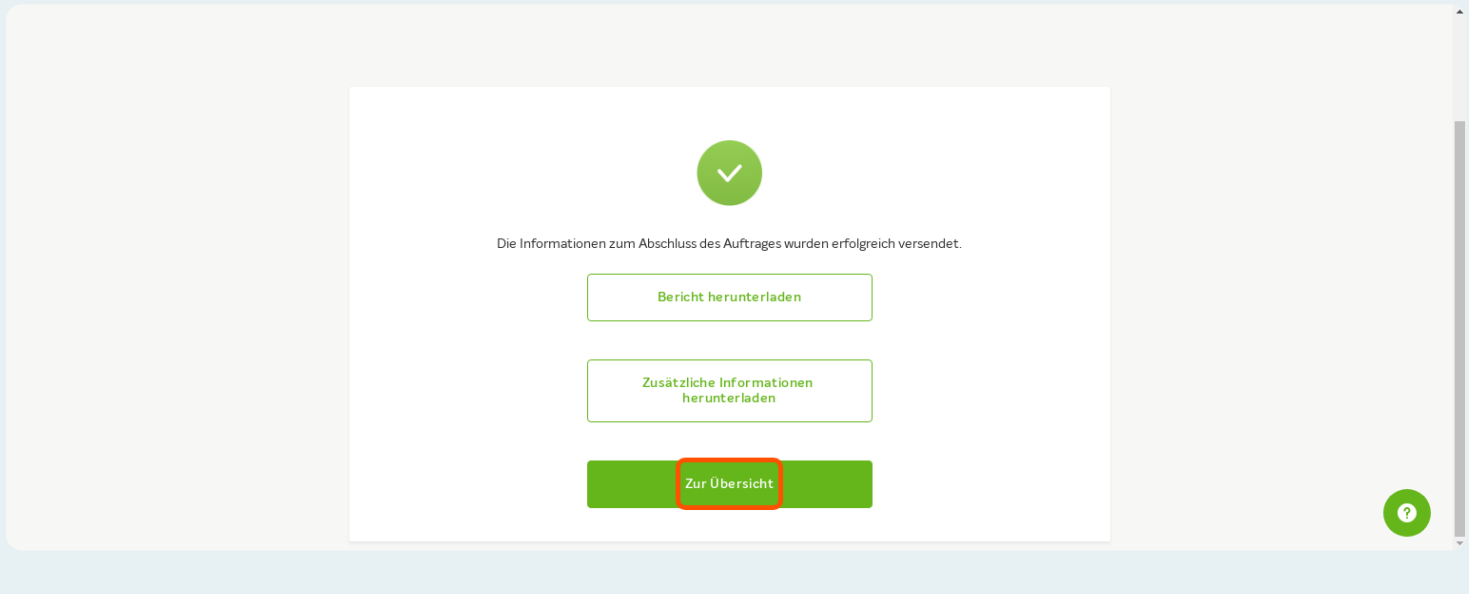 Die Informationen zum Abschluss des Auftrages wurden erfolgreich versendet.
Bericht herunterladen
Zusätzliche Informationen
herunterladen
Zur Übersicht
?